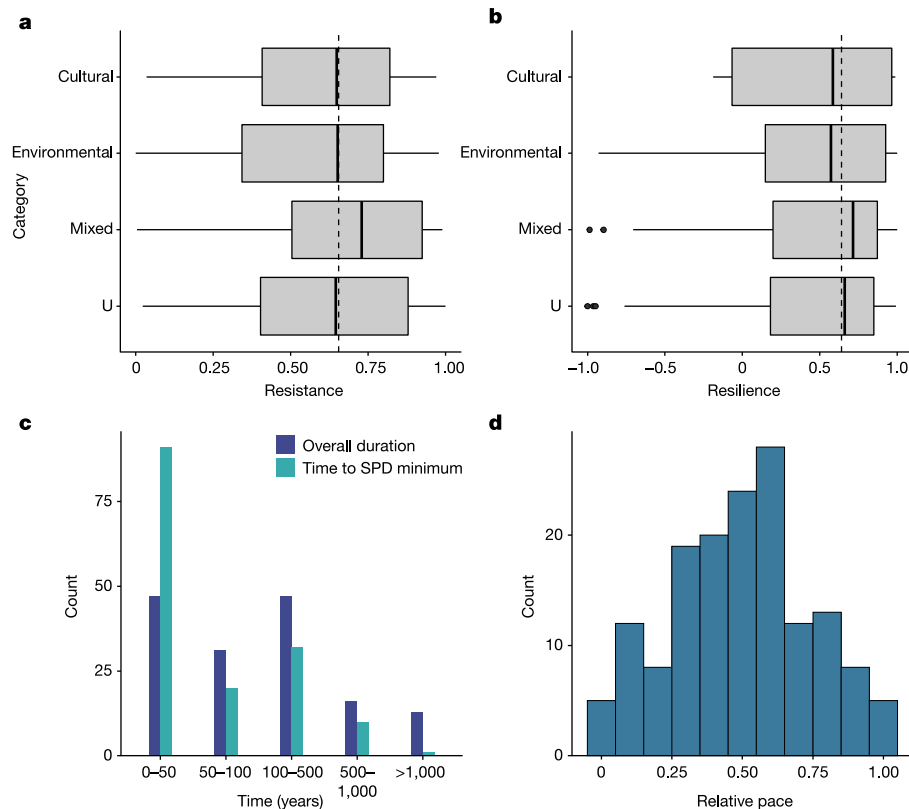 a
Category
Cultural
Environmental
Mixed
U
0
0.25
0.50
0.75
1.00
Resistance
b
Cultural
Environmental
Mixed
U
−1.0
−0.5
0
0.5
1.0
Resilience
c
Overall duration
Time to SPD minimum
Count
75
50
25
0
0–50
50–100
100–500
500–
1,000
>1,000
Time (years)
d
Count
20
10
0
0
0.25
0.50
0.75
1.00
Relative pace